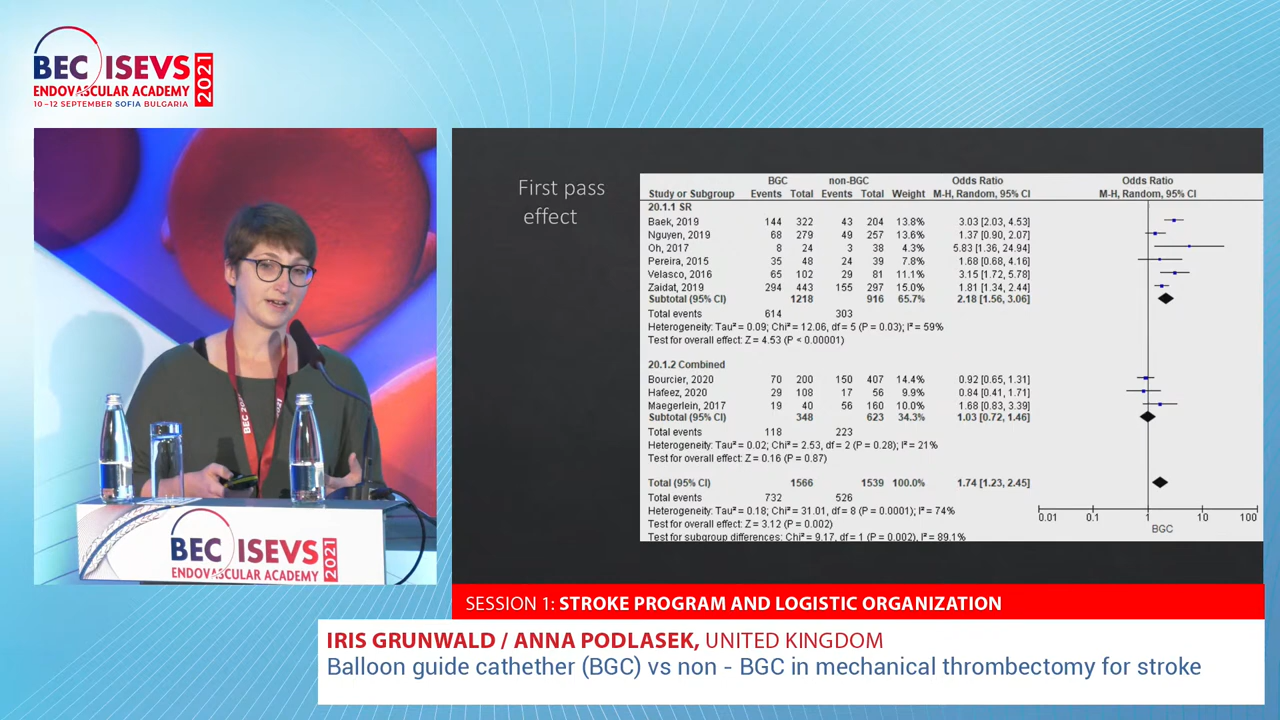 BEC ISEVS
ENDOVASCULAR ACADEMY
2021
10–12 SEPTEMBER SOFIA BULGARIA
First pass
effect
BGC non-BGC Odds Ratio Odds Ratio
Study or Subgroup Events Total Events Total Weight M-H, Random, 95% CI M-H, Random, 95% CI
20.1.1 SR
Baek, 2019 144 322 43 204 13.8% 3.03 [2.03, 4.53]
Nguyen, 2019 68 279 49 257 13.6% 1.37 [0.90, 2.07]
Oh, 2017 8 24 3 38 4.3% 5.83 [1.36, 24.94]
Pereira, 2015 35 48 24 39 7.8% 1.68 [0.68, 4.16]
Velasco, 2016 65 102 29 81 11.1% 3.15 [1.72, 5.78]
Zaidat, 2019 294 443 155 297 15.0% 1.81 [1.34, 2.44]
Subtotal (95% CI) 1218 916 65.7% 2.18 [1.56, 3.06]
Total events 614 303
Heterogeneity: Tau² = 0.09; Chi² = 12.06, df = 5 (P = 0.03); I² = 59%
Test for overall effect: Z = 4.53 (P < 0.00001)
20.1.2 Combined
Bourcier, 2020 70 200 150 407 14.4% 0.92 [0.65, 1.31]
Hafeez, 2020 29 108 17 56 9.9% 0.84 [0.41, 1.71]
Maegerlein, 2017 19 40 56 160 10.0% 1.68 [0.83, 3.39]
Subtotal (95% CI) 348 623 34.3% 1.03 [0.72, 1.46]
Total events 118 223
Heterogeneity: Tau² = 0.02; Chi² = 2.53, df = 2 (P = 0.28); I² = 21%
Test for overall effect: Z = 0.16 (P = 0.87)
Total (95% CI) 1566 1539 100.0% 1.74 [1.23, 2.45]
Total events 732 526
Heterogeneity: Tau² = 0.18; Chi² = 31.01, df = 8 (P = 0.0001); I² = 74%
Test for overall effect: Z = 3.12 (P = 0.002)
Test for subgroup differences: Chi² = 9.17, df = 1 (P = 0.002), I² = 89.1%
0.01 0.1 1 10 100
BGC
BEC 20
BEC ISEVS
ENDOVASCULAR ACADEMY
2021
SESSION 1: STROKE PROGRAM AND LOGISTIC ORGANIZATION
IRIS GRUNWALD / ANNA PODLASEK, UNITED KINGDOM
Balloon guide cathether (BGC) vs non - BGC in mechanical thrombectomy for stroke